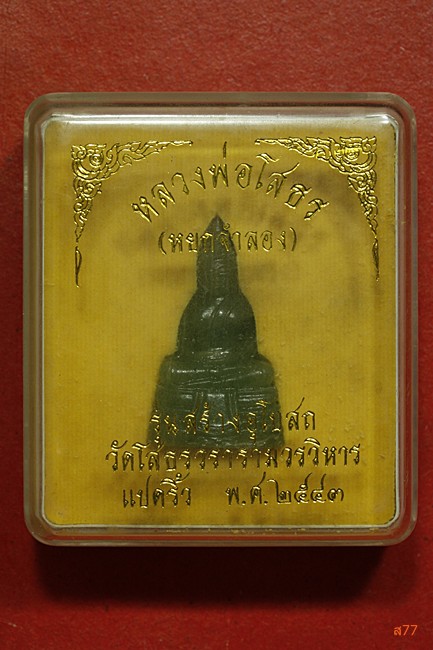 หลวงพ่อโสธร
(หยกจำลอง)
รุ่นสร้างอุโบสถ
วัดโสธรวรารามวรวิหาร
แปดริ้ว พ.ศ.๒๕๔๓
ส77